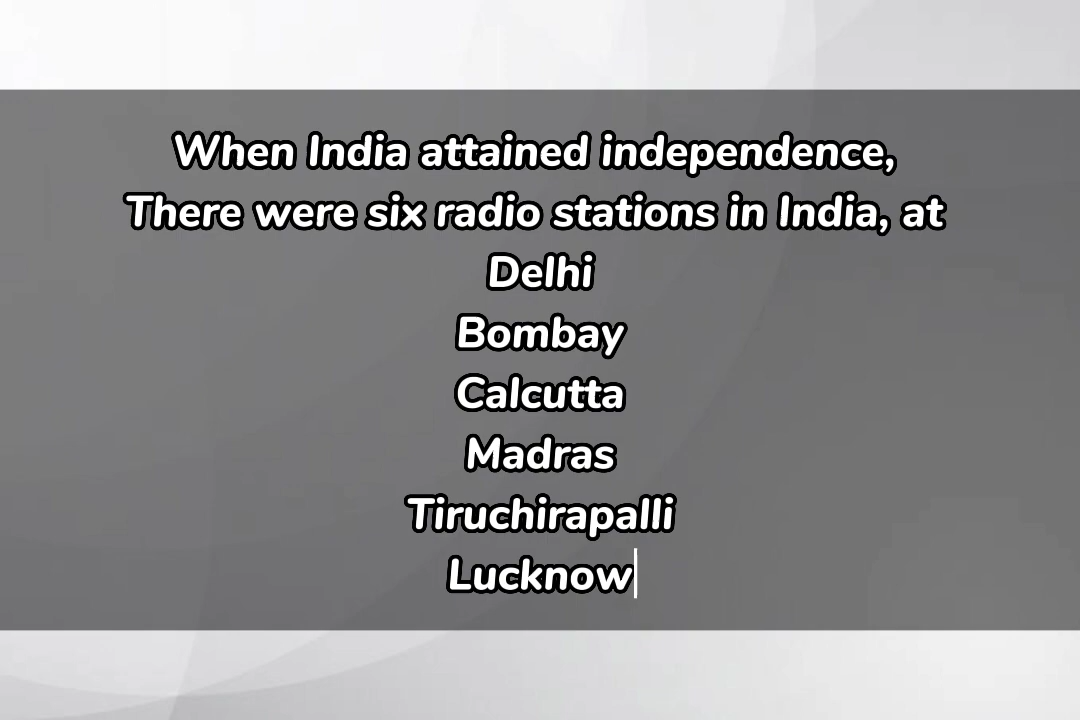 When India attained independence,
There were six radio stations in India, at
Delhi
Bombay
Calcutta
Madras
Tiruchirapalli
Lucknow